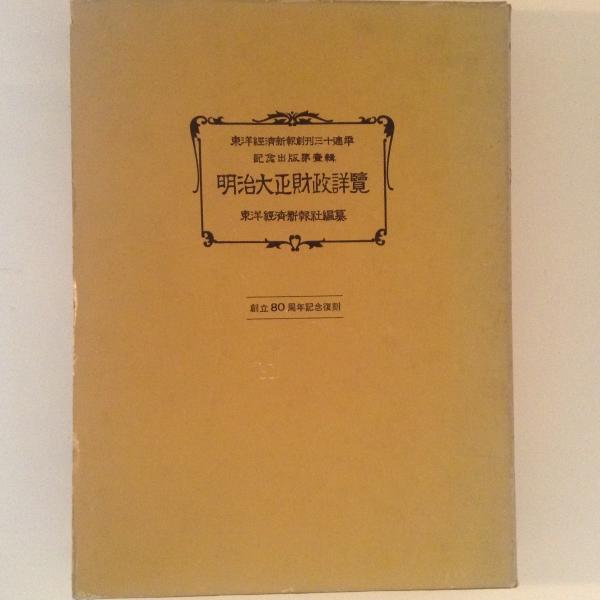 東洋經濟新報創刊三十週年
記念出版第壹輯
明治大正財政詳覽
東洋經濟新報社編纂
創立80周年記念復刻